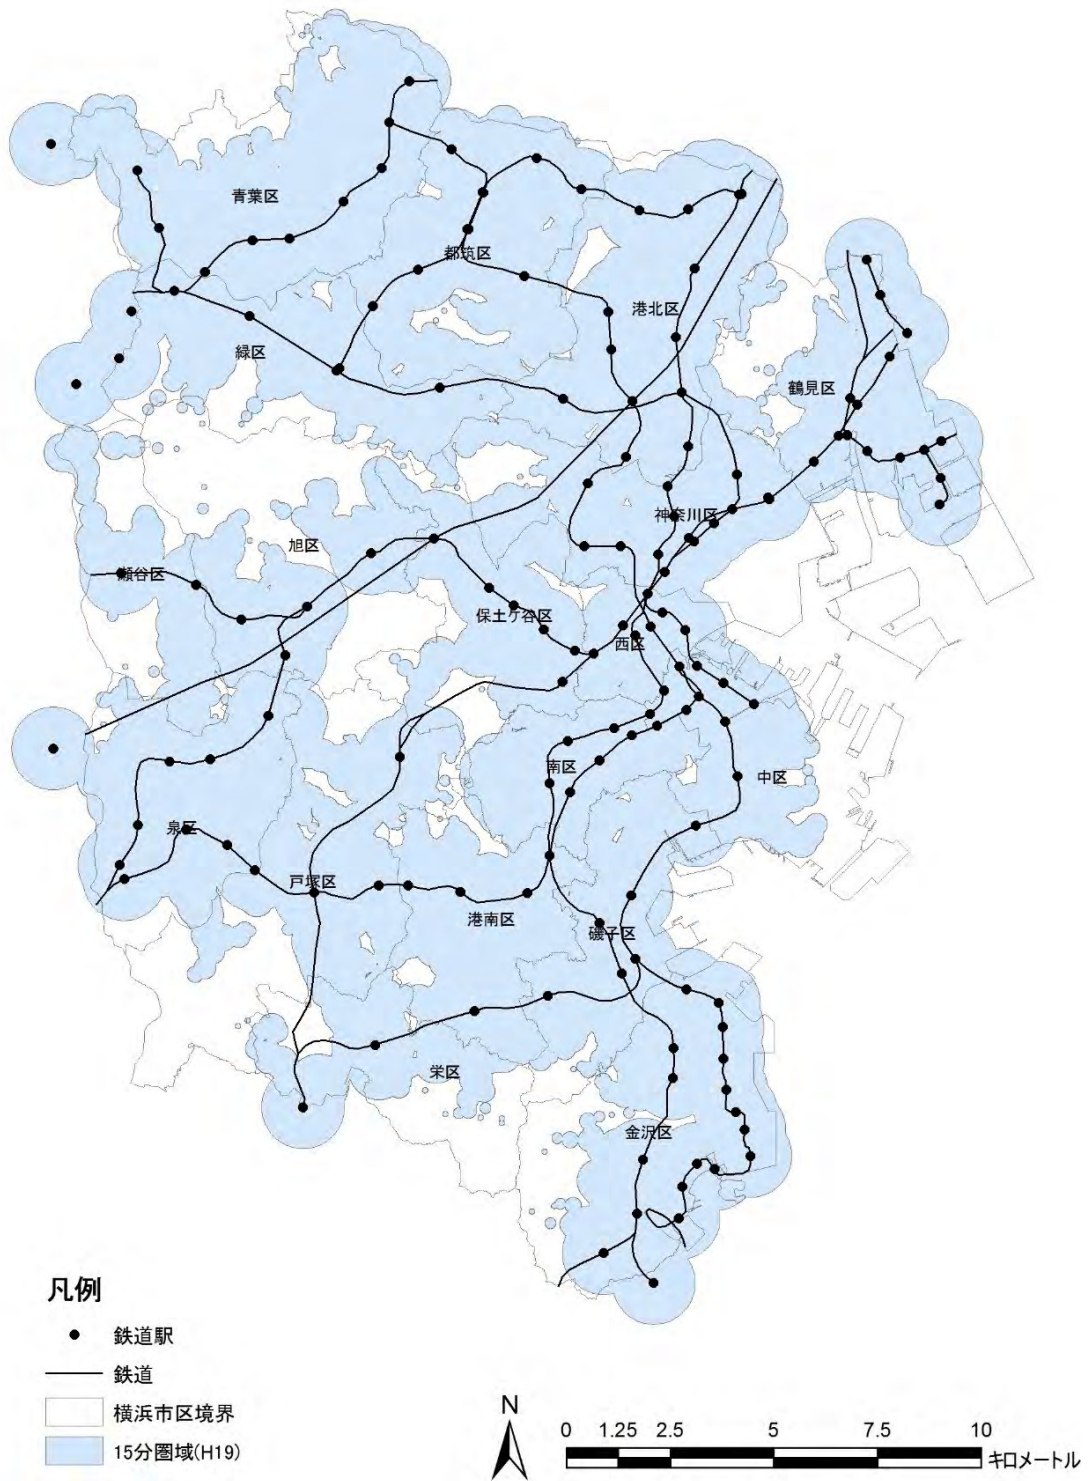 青葉区
都筑区
港北区
緑区
鶴見区
神奈川区
旭区
瀬谷区
保土ケ谷区
西区
南区
中区
泉区
戸塚区
港南区
磯子区
栄区
金沢区
凡例
鉄道駅
鉄道
横浜市区境界
15分圏域(H19)
N
0 1.25 2.5 5 7.5 10
キロメートル